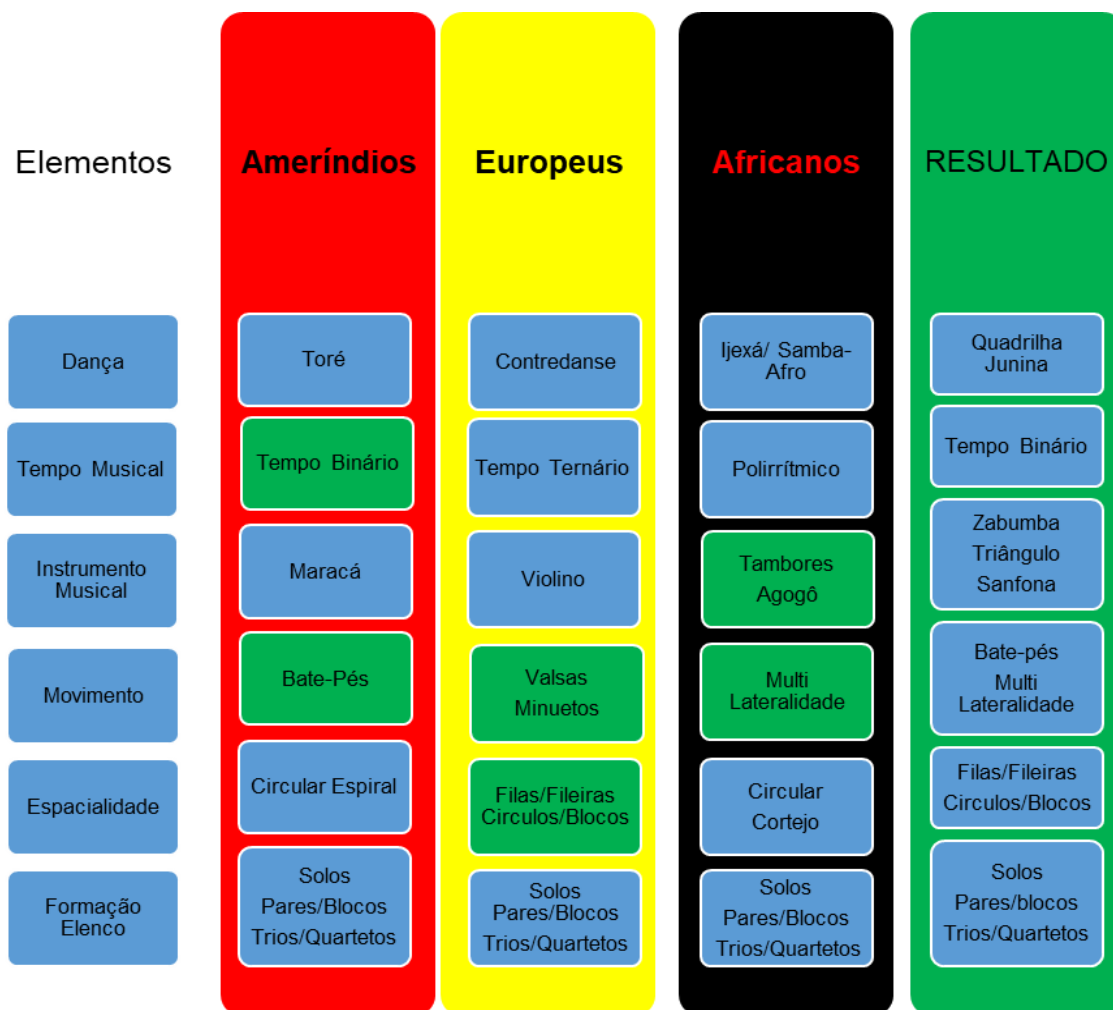 Elementos
Ameríndios
Europeus
Africanos
RESULTADO
Dança
Toré
Contredanse
Ijexá/ Samba-
Afro
Quadrilha
Junina
Tempo Musical
Tempo Binário
Tempo Ternário
Polirrítmico
Tempo Binário
Instrumento
Musical
Maracá
Violino
Tambores
Agogô
Zabumba
Triângulo
Sanfona
Movimento
Bate-Pés
Valsas
Minuetos
Multi
Lateralidade
Bate-pés
Multi
Lateralidade
Espacialidade
Circular Espiral
Filas/Fileiras
Circulos/Blocos
Circular
Cortejo
Filas/Fileiras
Circulos/Blocos
Formação
Elenco
Solos
Pares/Blocos
Trios/Quartetos
Solos
Pares/Blocos
Trios/Quartetos
Solos
Pares/Blocos
Trios/Quartetos
Solos
Pares/blocos
Trios/Quartetos